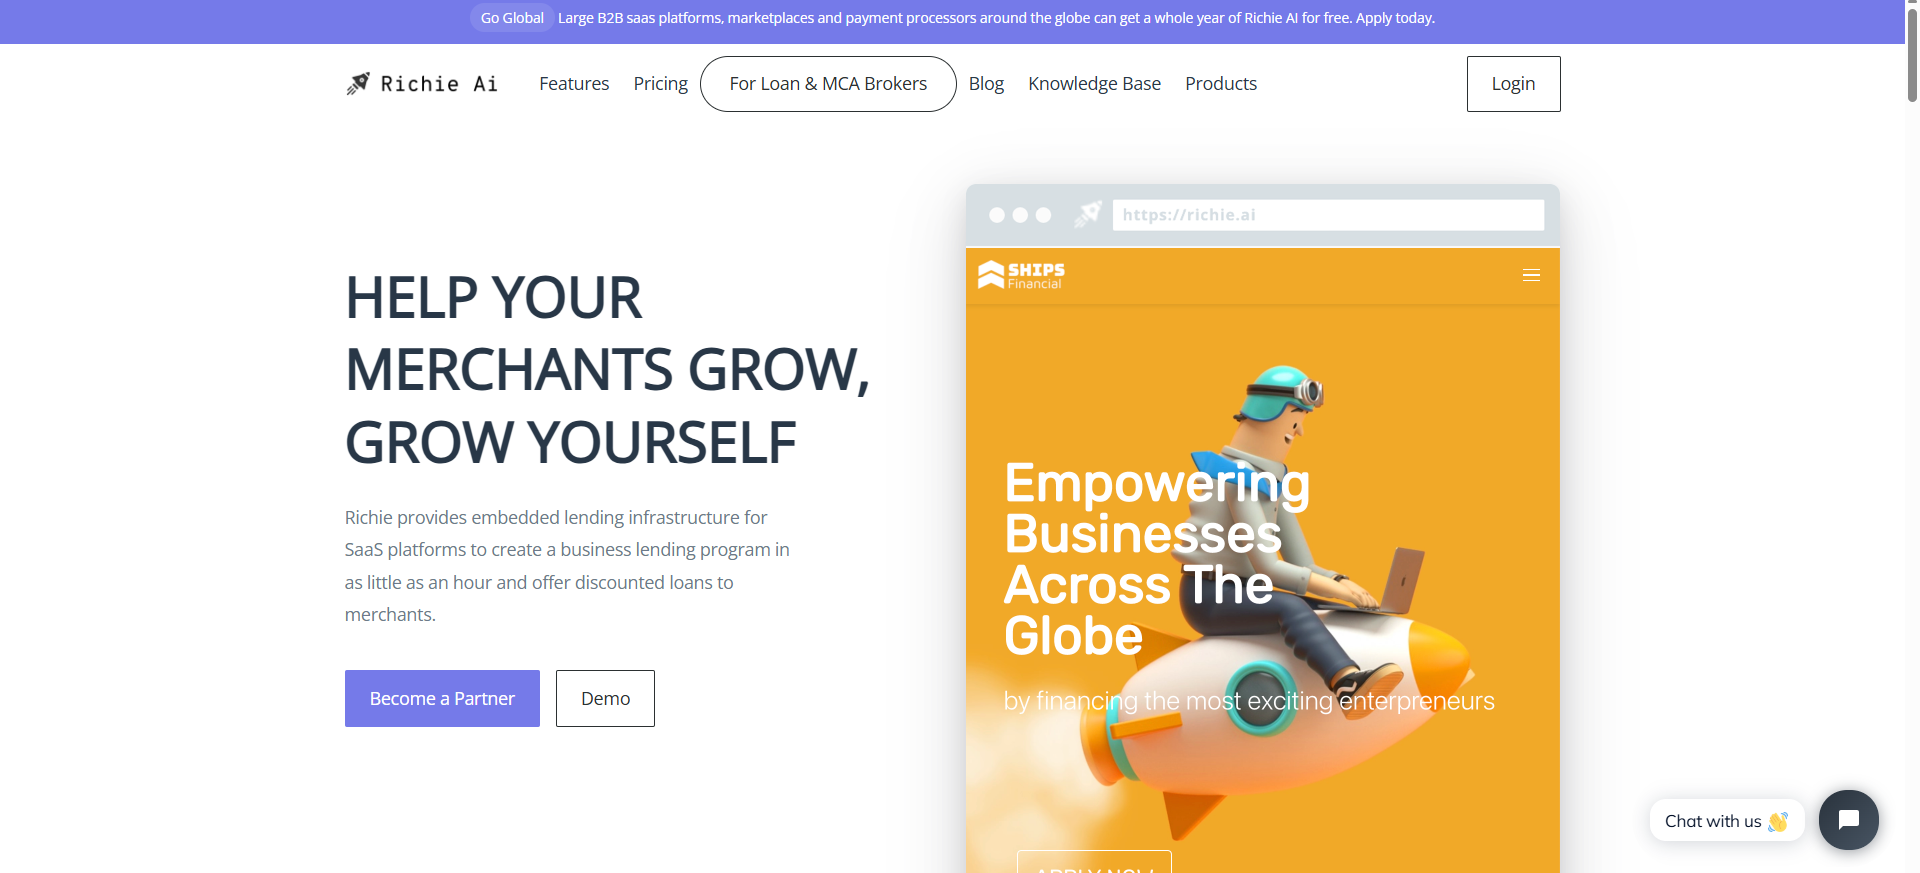 Go Global Large B2B saas platforms, marketplaces and payment processors around the globe can get a whole year of Richie AI for free. Apply today.
Richie Ai Features Pricing For Loan & MCA Brokers Blog Knowledge Base Products Login
HELP YOUR
MERCHANTS GROW,
GROW YOURSELF
Richie provides embedded lending infrastructure for
SaaS platforms to create a business lending program in
as little as an hour and offer discounted loans to
merchants.
Become a Partner Demo
https://richie.ai
SHIPS
Financial
Empowering
Businesses
Across The
Globe
by financing the most exciting enterpreneurs
APPLY NOW
Chat with us 👋